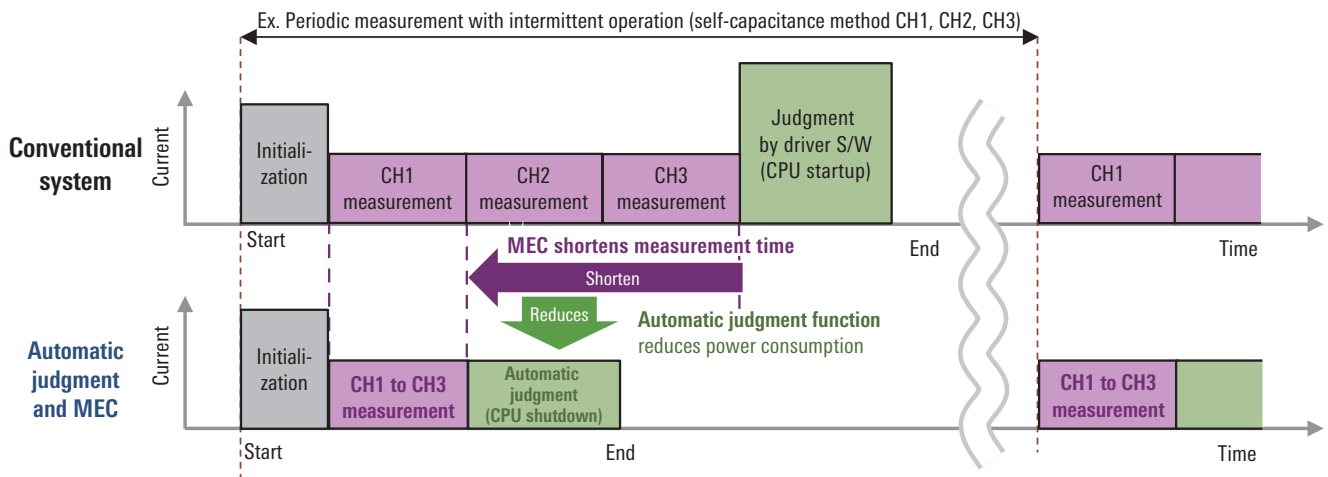 Ex. Periodic measurement with intermittent operation (self-capacitance method CH1, CH2, CH3)
Conventional
system
Current
Initiali-
zation
CH1
measurement
CH2
measurement
CH3
measurement
Judgment
by driver S/W
(CPU startup)
CH1
measurement
Start
End
Time
MEC shortens measurement time
Shorten
Reduces
Automatic judgment function
reduces power consumption
Automatic
judgment
and MEC
Current
Initiali-
zation
CH1 to CH3
measurement
Automatic
judgment
(CPU shutdown)
CH1 to CH3
measurement
Start
End
Time